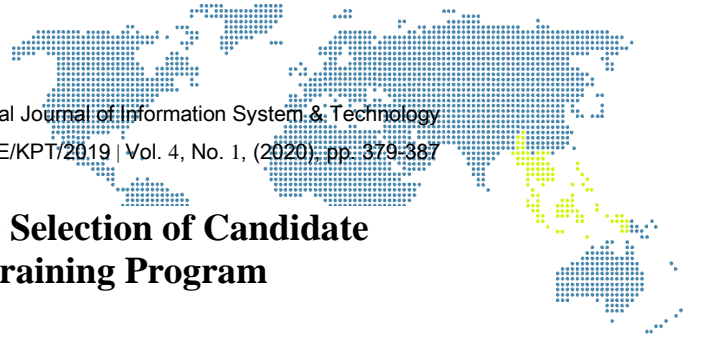 al Journal of Information System & Technology
E/KPT/2019 | Vol. 4, No. 1, (2020), pp. 379-387
Selection of Candidate
raining Program